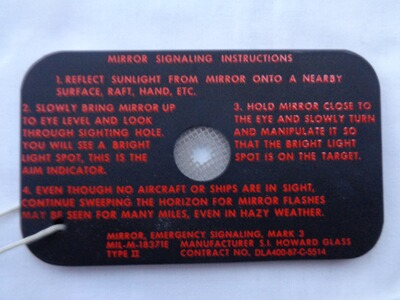 MIRROR SIGNALING INSTRUCTIONS
1. REFLECT SUNLIGHT FROM MIRROR ONTO A NEARBY
SURFACE, RAFT, HAND, ETC.
2. SLOWLY BRING MIRROR UP
TO EYE LEVEL AND LOOK
THROUGH SIGHTING HOLE.
YOU WILL SEE A BRIGHT
LIGHT SPOT, THIS IS THE
AIM INDICATOR.
3. HOLD MIRROR CLOSE TO
THE EYE AND SLOWLY TURN
AND MANIPULATE IT SO
THAT THE BRIGHT LIGHT
SPOT IS ON THE TARGET.
4. EVEN THOUGH NO AIRCRAFT OR SHIPS ARE IN SIGHT,
CONTINUE SWEEPING THE HORIZON FOR MIRROR FLASHES
MAY BE SEEN FOR MANY MILES, EVEN IN HAZY WEATHER.
MIRROR, EMERGENCY SIGNALING, MARK 3
MIL-M-18371E MANUFACTURER S.I. HOWARD GLASS
TYPE II CONTRACT NO. DLA400-87-C-5514